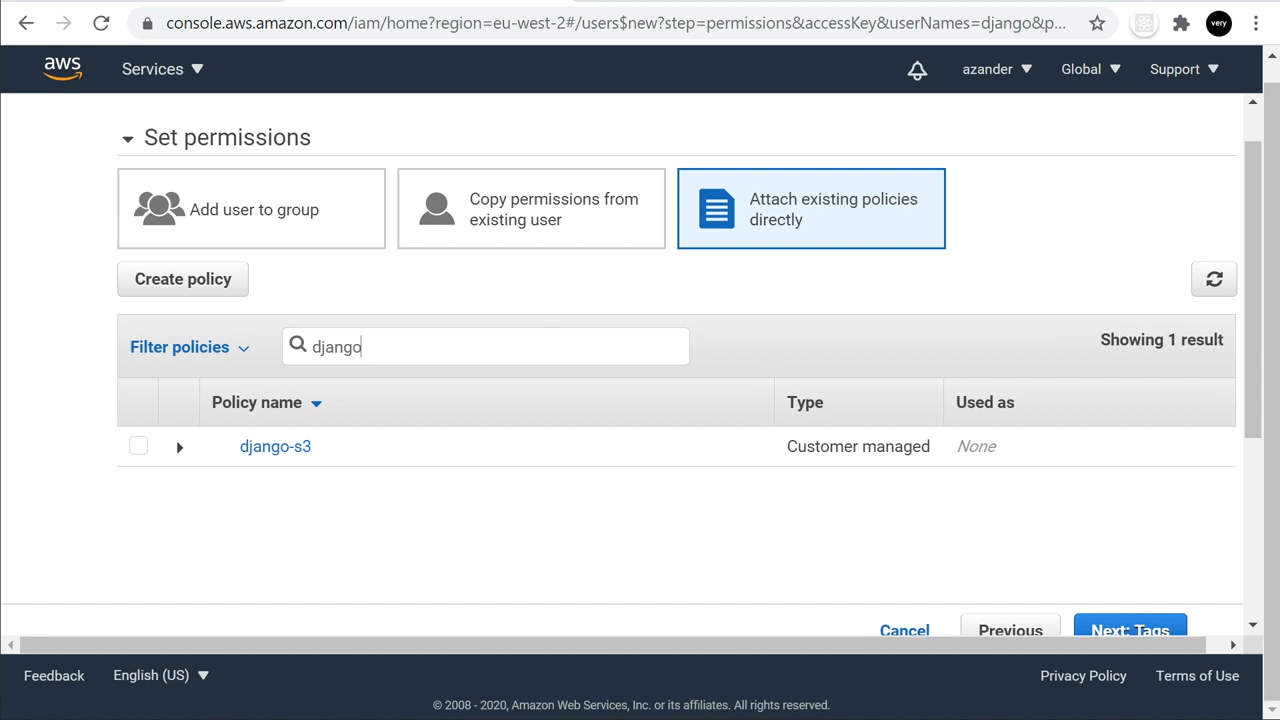 console.aws.amazon.com/iam/home?region=eu-west-2#/users$new?step=permissions&accessKey&userNames=django&p...
very
aws
Services
azander
Global
Support
Set permissions
Add user to group
Copy permissions from
existing user
Attach existing policies
directly
Create policy
Filter policies
django
Showing 1 result
Policy name
Type
Used as
django-s3
Customer managed
None
Cancel
Previous
Next: Tags
Feedback
English (US)
Privacy Policy
Terms of Use
© 2008 - 2020, Amazon Web Services, Inc. or its affiliates. All rights reserved.